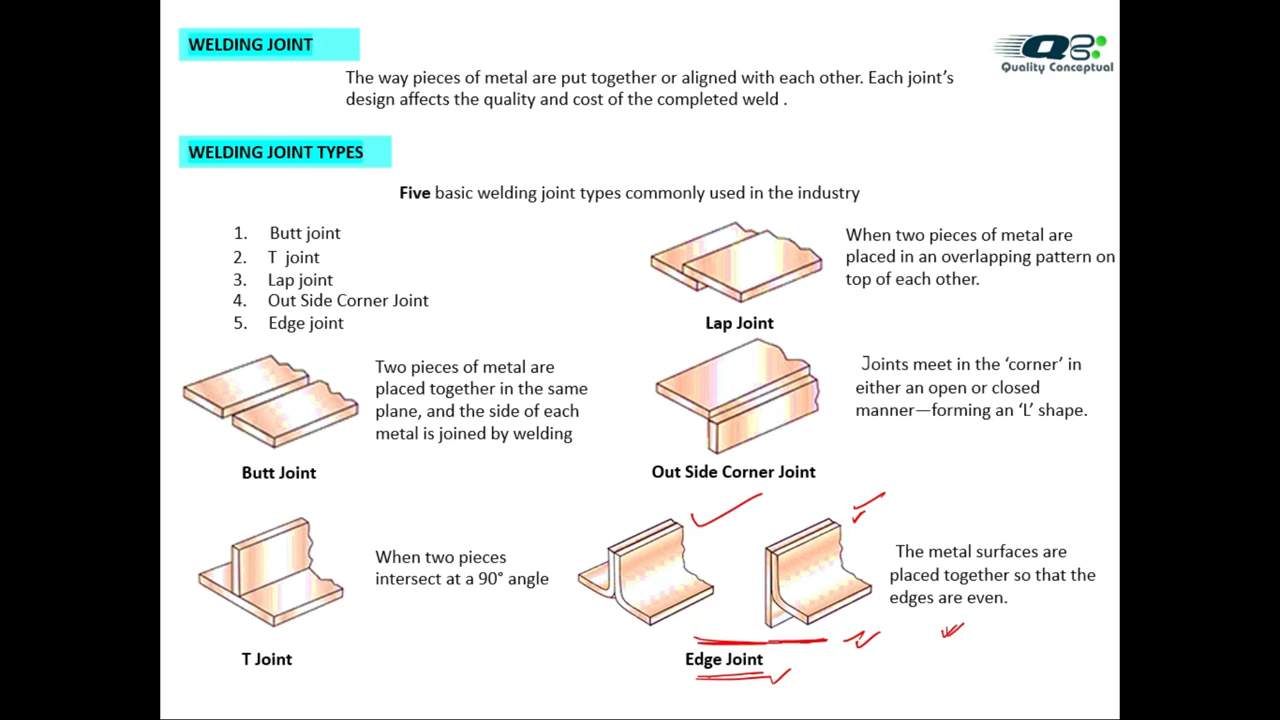 WELDING JOINT
Quality Conceptual
The way pieces of metal are put together or aligned with each other. Each joint's
design affects the quality and cost of the completed weld .
WELDING JOINT TYPES
Five basic welding joint types commonly used in the industry
1. Butt joint
2. T joint
3. Lap joint
4. Out Side Corner Joint
5. Edge joint
When two pieces of metal are
placed in an overlapping pattern on
top of each other.
Lap Joint
Two pieces of metal are
placed together in the same
plane, and the side of each
metal is joined by welding
Butt Joint
Joints meet in the ‘corner’ in
either an open or closed
manner—forming an ‘L’ shape.
Out Side Corner Joint
When two pieces
intersect at a 90° angle
T Joint
The metal surfaces are
placed together so that the
edges are even.
Edge Joint